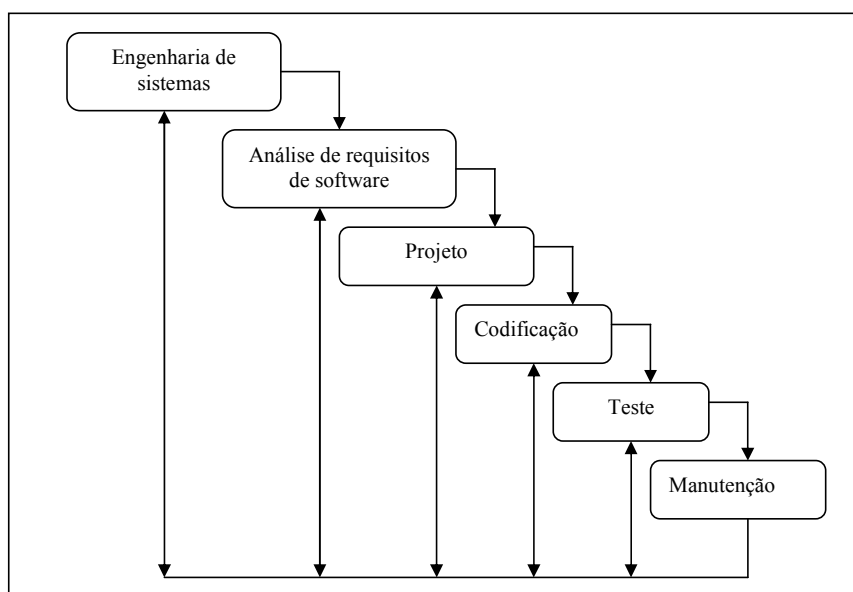 Engenharia de
sistemas
Análise de requisitos
de software
Projeto
Codificação
Teste
Manutenção